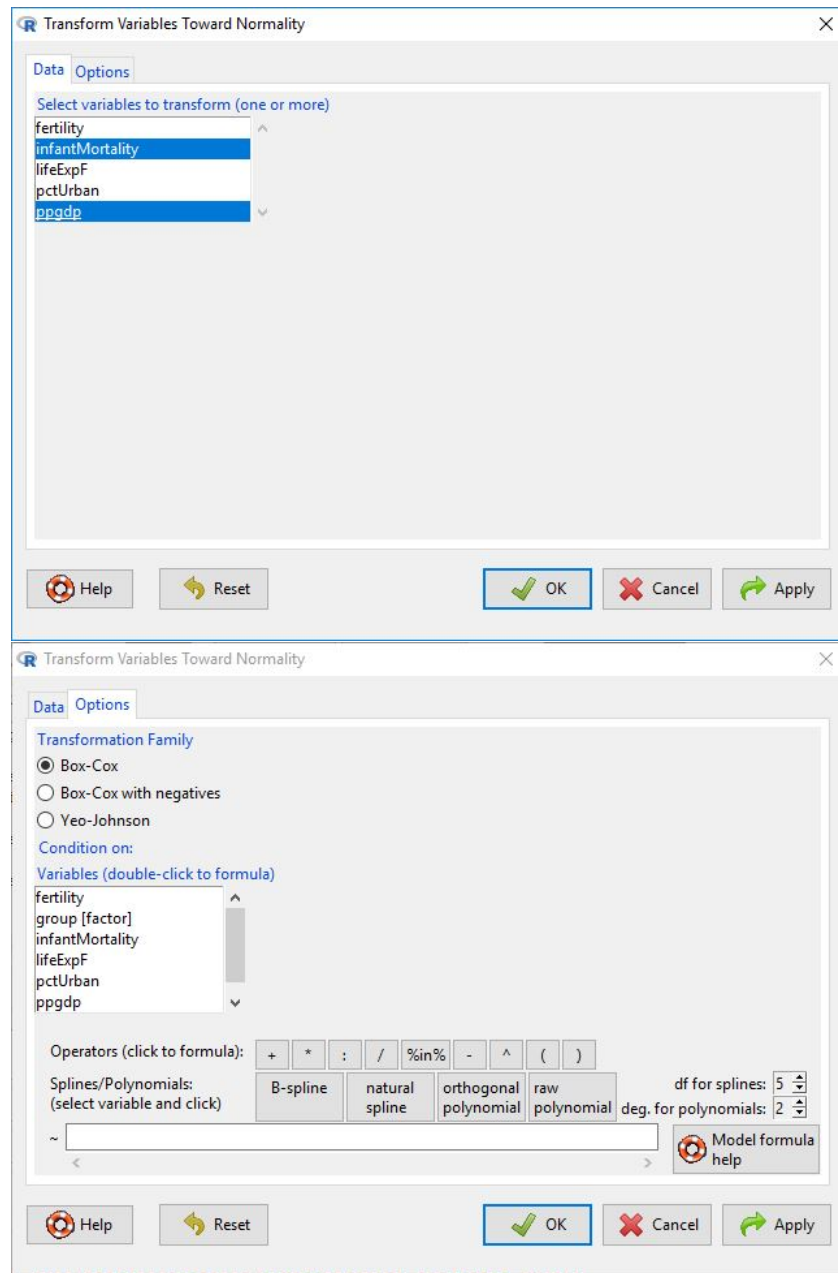 Transform Variables Toward Normality
Data Options
Select variables to transform (one or more)
fertility
infantMortality
lifeExpF
pctUrban
ppgdp
Help Reset OK Cancel Apply
Transform Variables Toward Normality
Data Options
Transformation Family
Box-Cox
Box-Cox with negatives
Yeo-Johnson
Condition on:
Variables (double-click to formula)
fertility
group [factor]
infantMortality
lifeExpF
pctUrban
ppgdp
Operators (click to formula): + * : / %in% - ^ ( )
Splines/Polynomials:
(select variable and click)
B-spline
natural
spline
orthogonal
polynomial
raw
polynomial
df for splines: 5
deg. for polynomials: 2
~
Model formula
help
Help Reset OK Cancel Apply